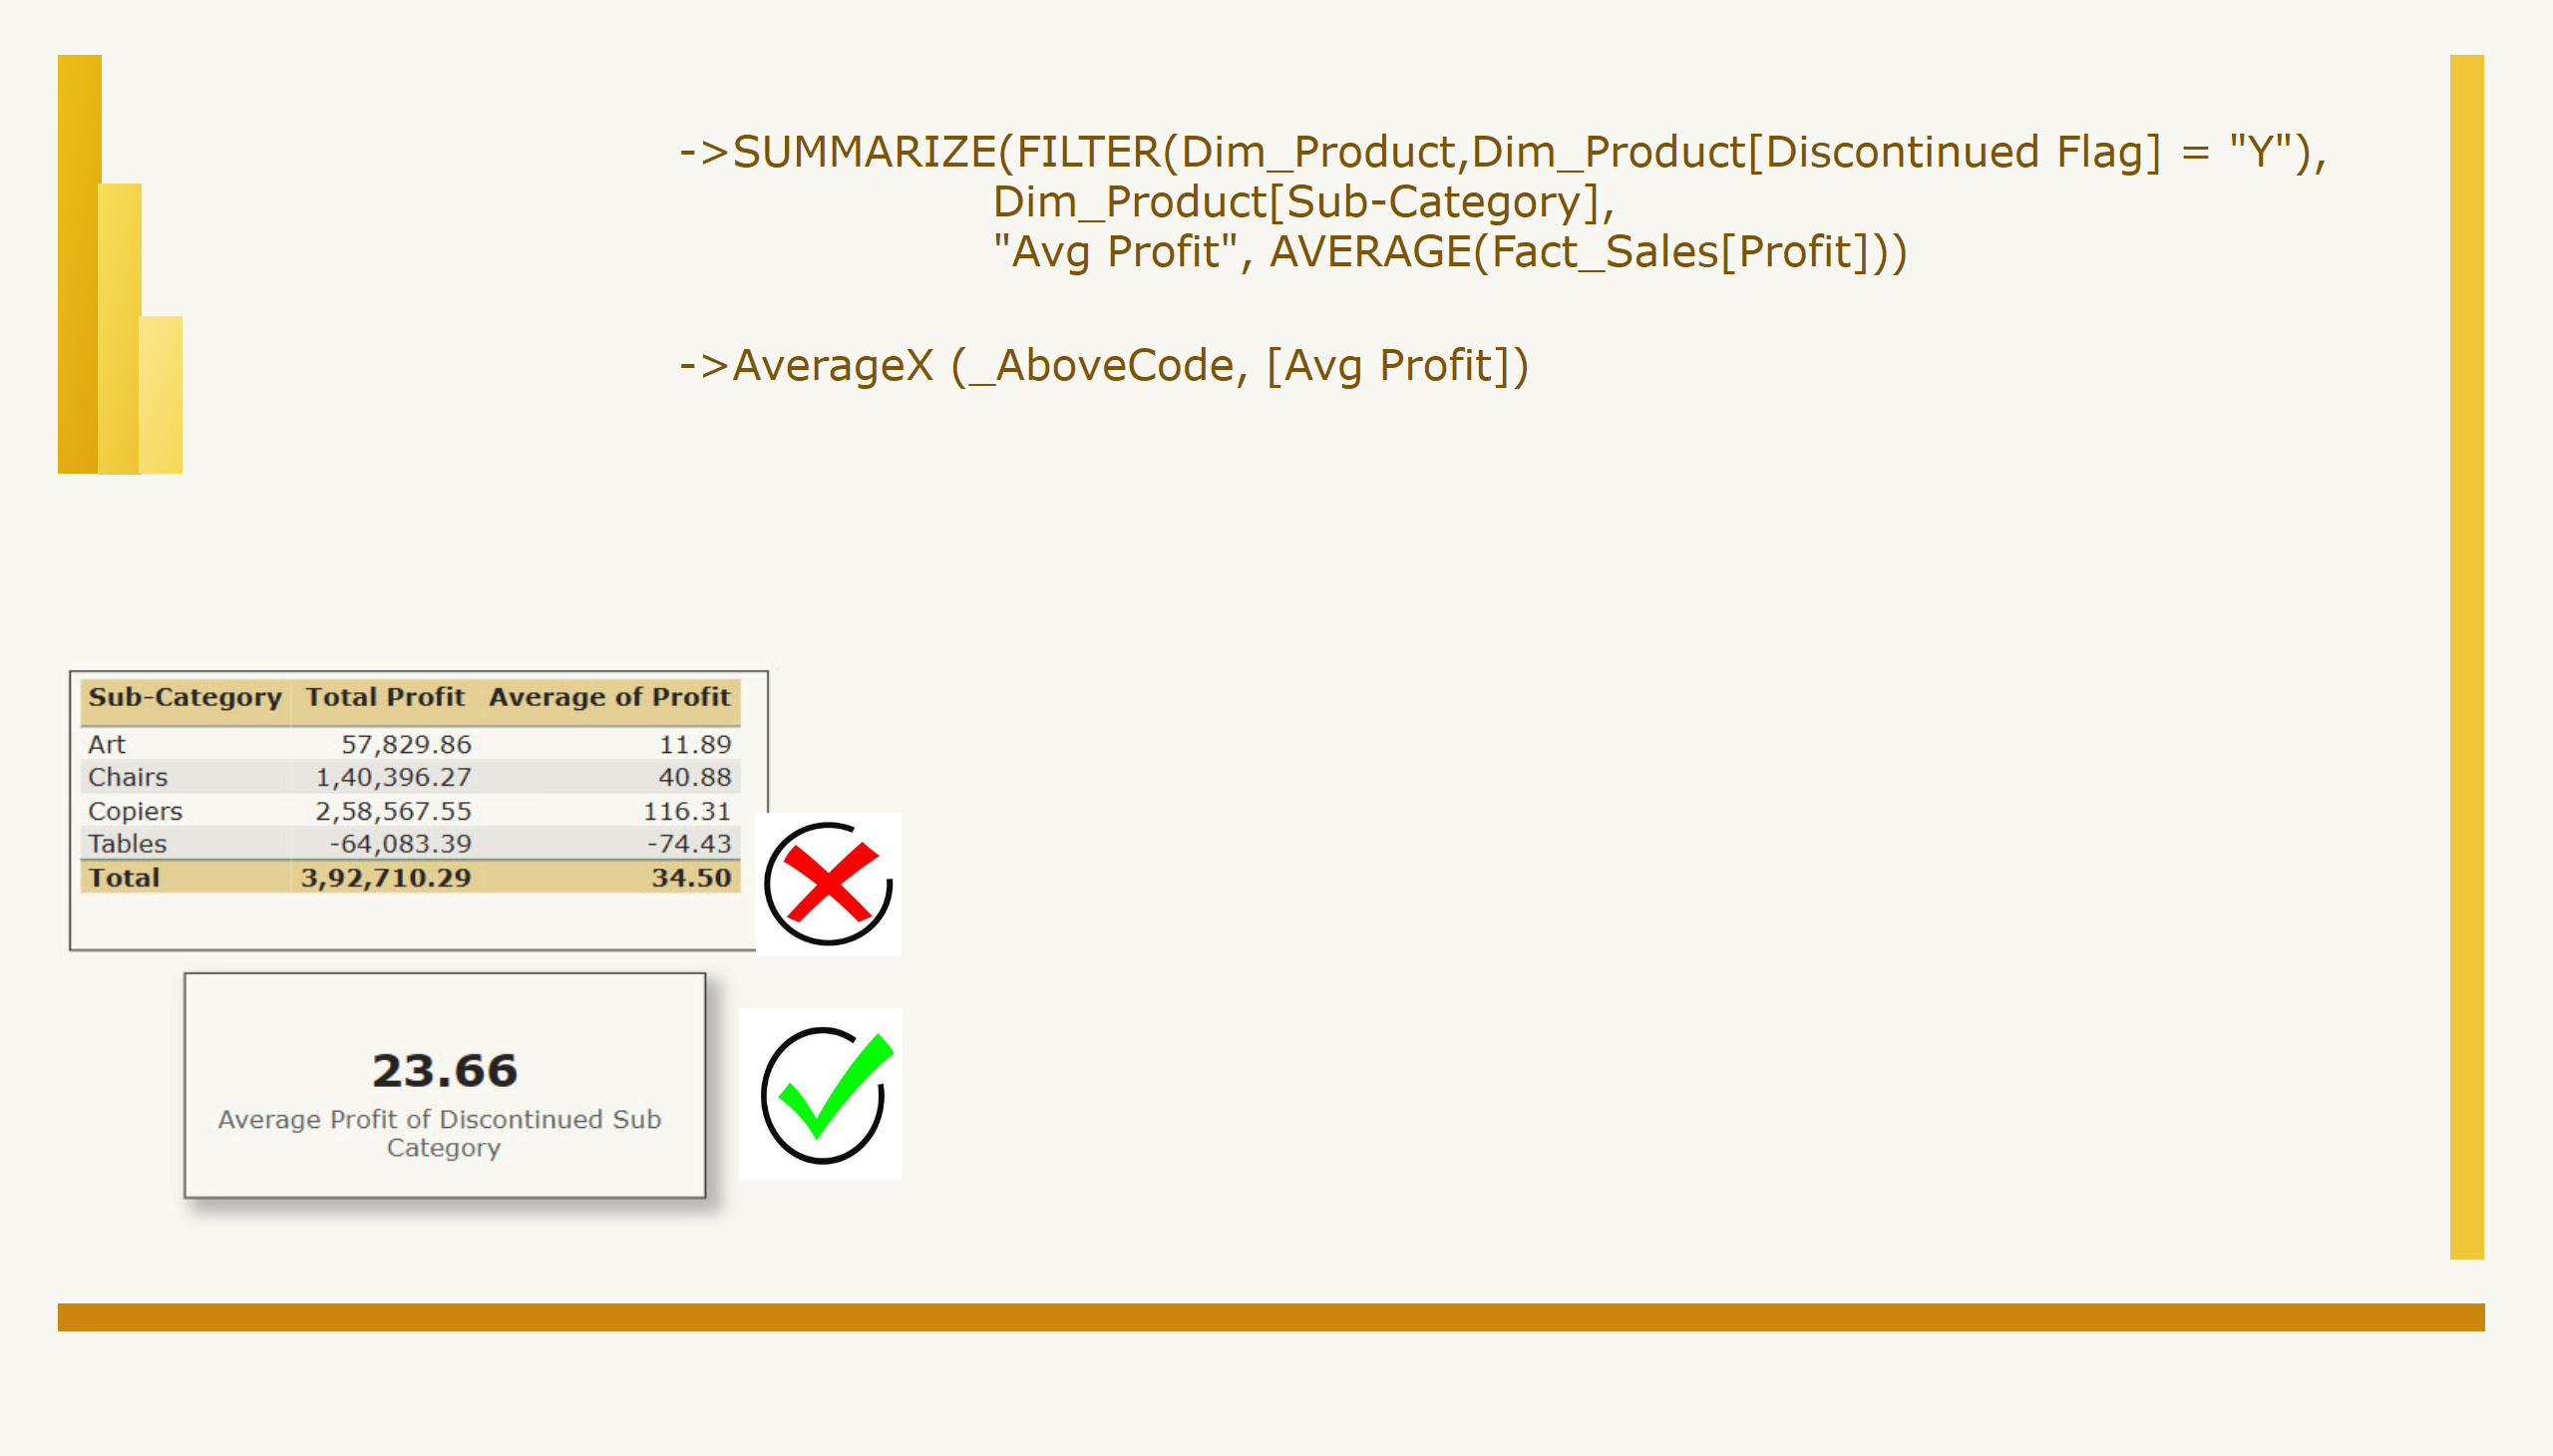 ->SUMMARIZE(FILTER(Dim_Product,Dim_Product[Discontinued Flag] = "Y"),
Dim_Product[Sub-Category],
"Avg Profit", AVERAGE(Fact_Sales[Profit]))
->AverageX (_AboveCode, [Avg Profit])
Sub-Category Total Profit Average of Profit
Art 57,829.86 11.89
Chairs 1,40,396.27 40.88
Copiers 2,58,567.55 116.31
Tables -64,083.39 -74.43
Total 3,92,710.29 34.50
23.66
Average Profit of Discontinued Sub
Category